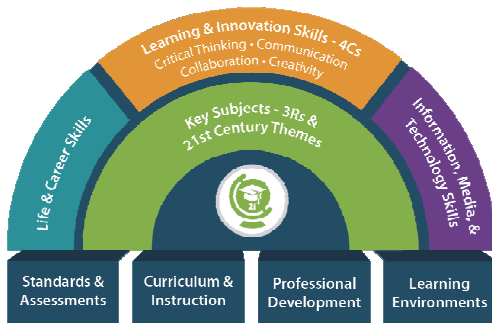 Learning & Innovation Skills - 4Cs
Critical Thinking • Communication
Collaboration • Creativity
Life & Career Skills
Information, Media, &
Technology Skills
Key Subjects - 3Rs &
21st Century Themes
21
Standards &
Assessments
Curriculum &
Instruction
Professional
Development
Learning
Environments